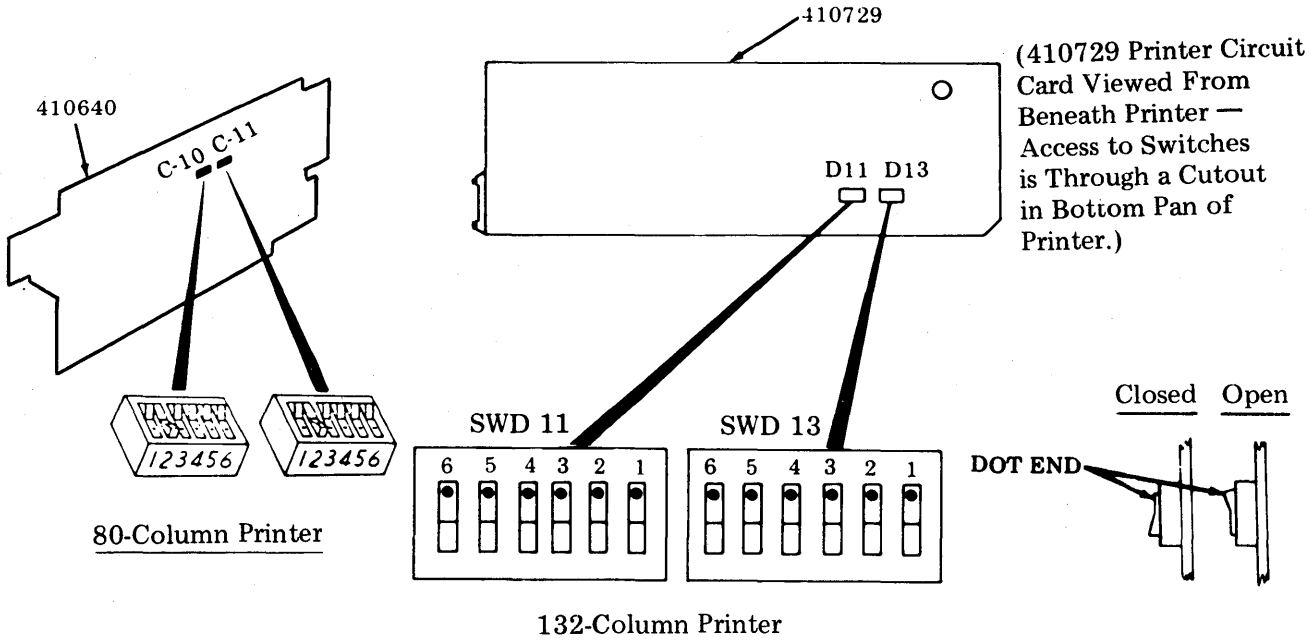 410729
(410729 Printer Circuit
Card Viewed From
Beneath Printer —
Access to Switches
is Through a Cutout
in Bottom Pan of
Printer.)
410640
C-10 C-11
D11 D13
123456
123456
80-Column Printer
SWD 11
6 5 4 3 2 1
SWD 13
6 5 4 3 2 1
132-Column Printer
Closed Open
DOT END